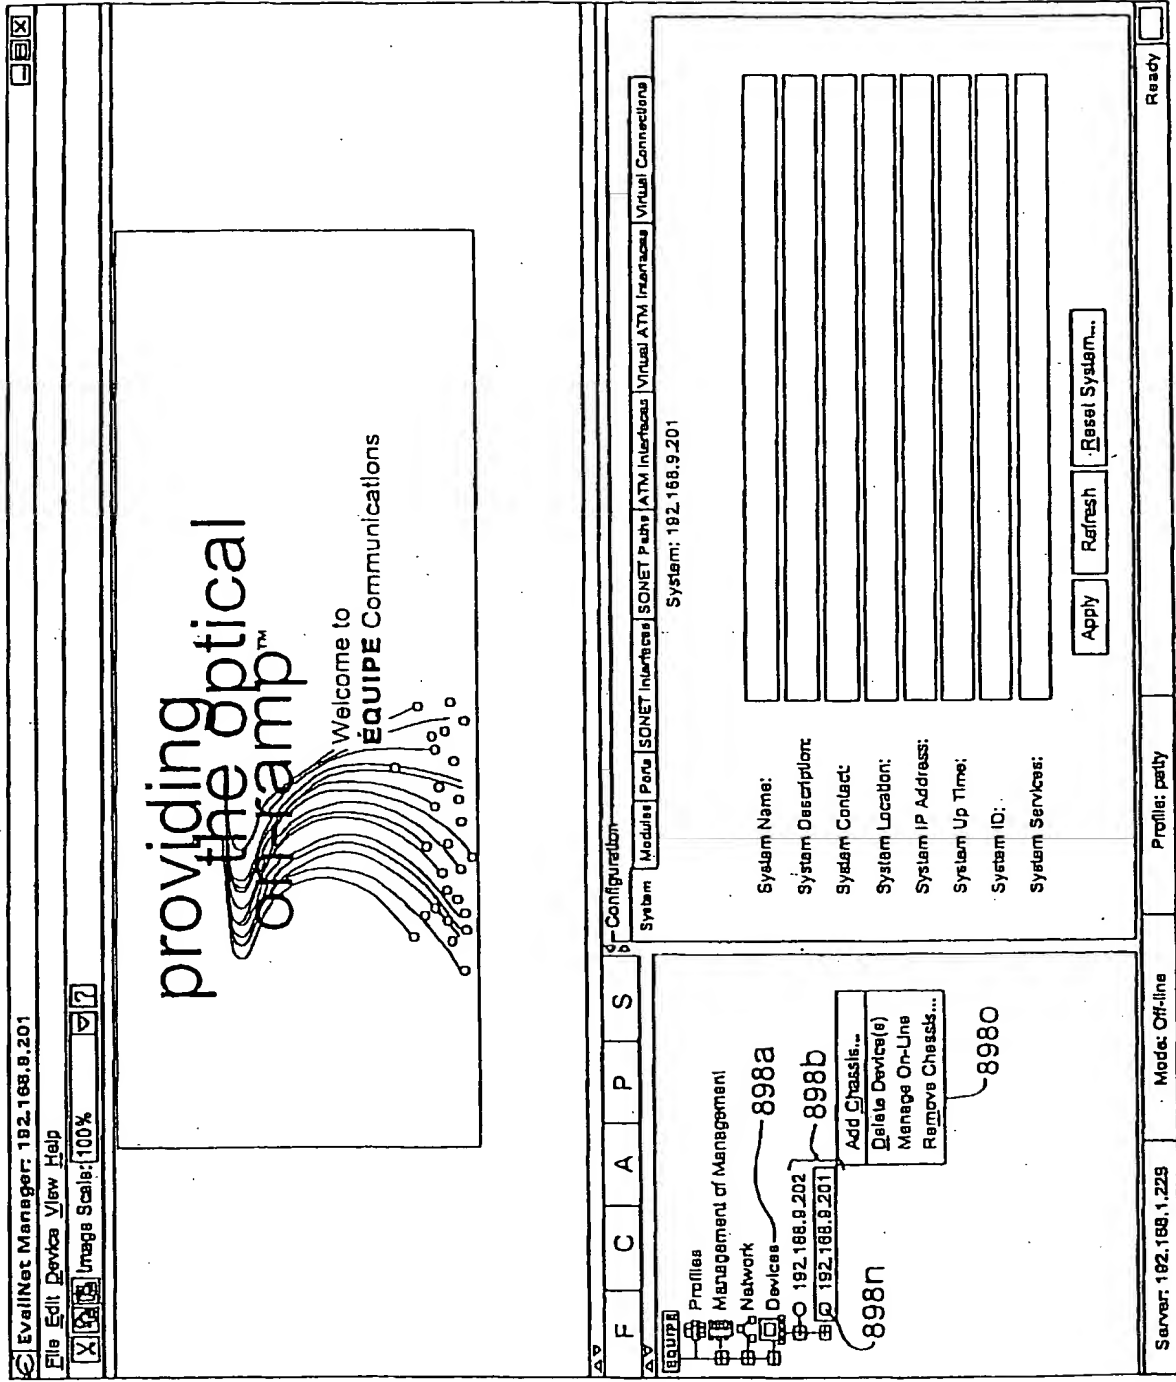 EvaliNet Manager: 192.168.9.201
File Edit Device View Help
Image Scale: 100%
providing
the optical
on-ramp™
Welcome to
ÉQUIPE Communications
F C A P S
EQUIPE
Profiles
Management of Management
Network
Devices
192.168.9.202
192.168.9.201
898a
898b
898n
Add Chassis...
Delete Device(s)
Manage On-Line
Remove Chassis...
898o
Configuration
System Modules Ports SONET Interfaces SONET Paths ATM Interfaces Virtual ATM Interfaces Virtual Connections
System: 192.168.9.201
System Name:
System Description:
System Contact:
System Location:
System IP Address:
System Up Time:
System ID:
System Services:
Apply Refresh Reset System...
Server: 192.168.1.229 Mode: Off-line Profile: patty Ready